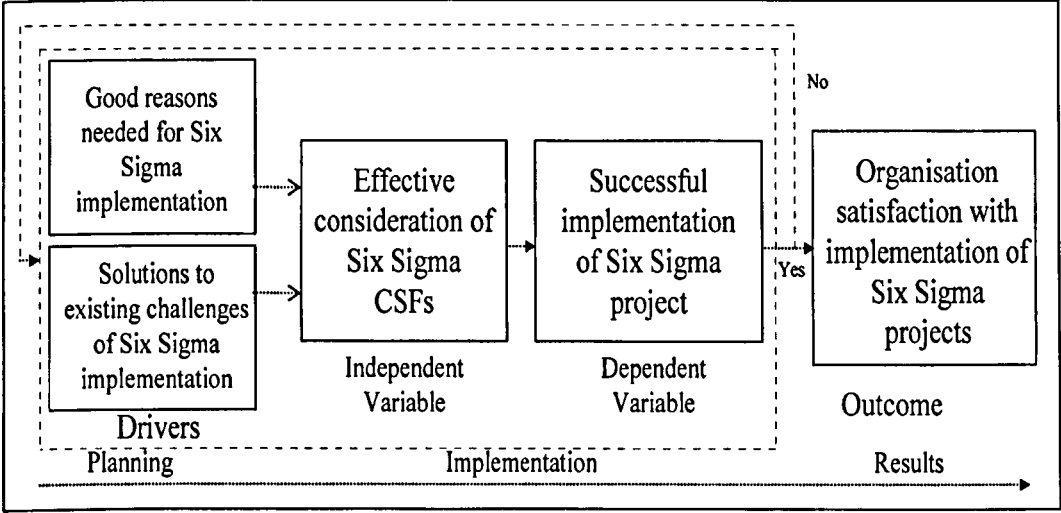 Good reasons
needed for Six
Sigma
implementation
Solutions to
existing challenges
of Six Sigma
implementation
Drivers
Effective
consideration of
Six Sigma
CSFs
Independent
Variable
Successful
implementation
of Six Sigma
project
Dependent
Variable
No
Yes
Organisation
satisfaction with
implementation of
Six Sigma
projects
Outcome
Planning
Implementation
Results